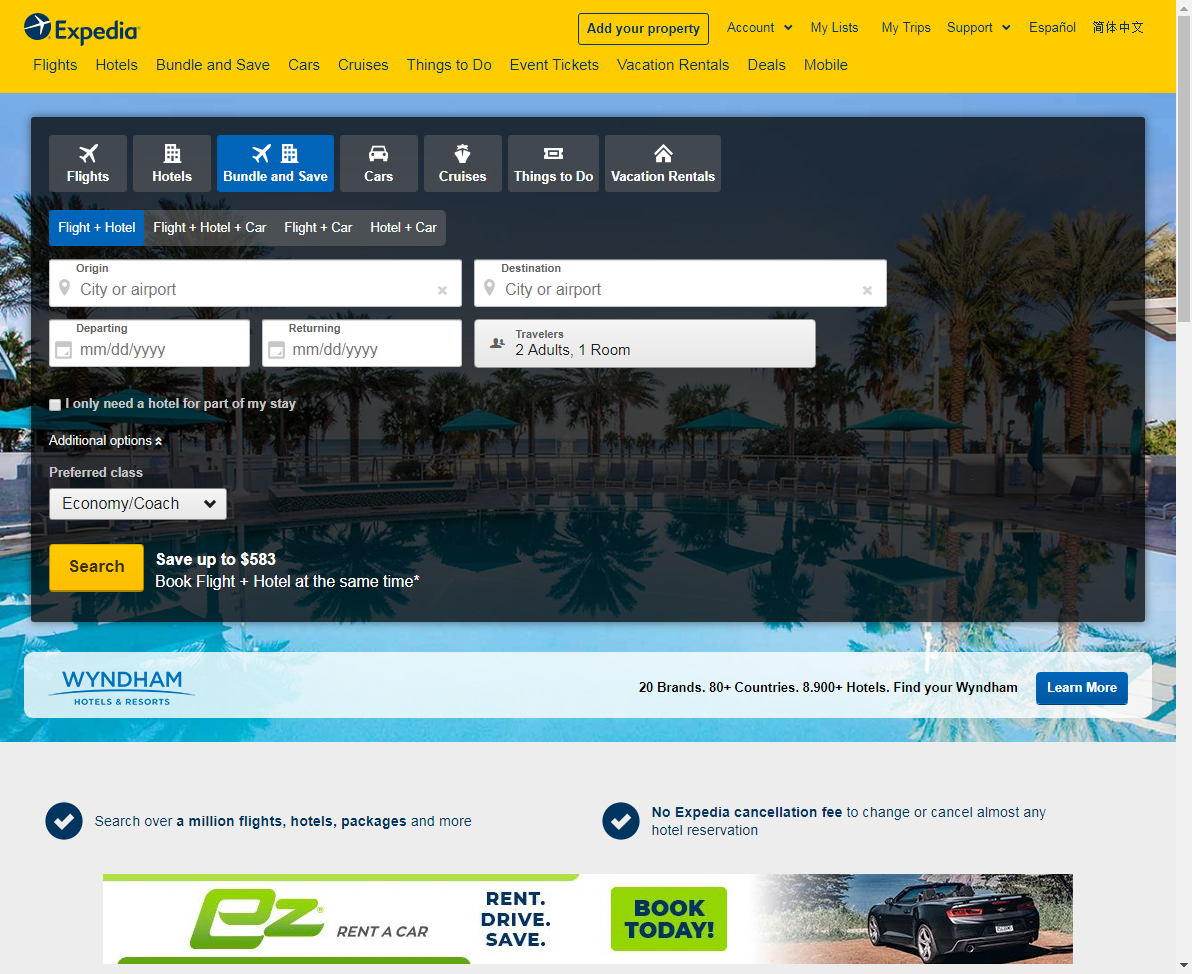 Expedia
Add your property
Account
My Lists
My Trips
Support
Español
简体中文
Flights
Hotels
Bundle and Save
Cars
Cruises
Things to Do
Event Tickets
Vacation Rentals
Deals
Mobile
Flights
Hotels
Bundle and Save
Cars
Cruises
Things to Do
Vacation Rentals
Flight + Hotel
Flight + Hotel + Car
Flight + Car
Hotel + Car
Origin
City or airport
Destination
City or airport
Departing
mm/dd/yyyy
Returning
mm/dd/yyyy
Travelers
2 Adults, 1 Room
I only need a hotel for part of my stay
Additional options
Preferred class
Economy/Coach
Search
Save up to $583
Book Flight + Hotel at the same time*
WYNDHAM
HOTELS & RESORTS
20 Brands. 80+ Countries. 8.900+ Hotels. Find your Wyndham
Learn More
Search over a million flights, hotels, packages and more
No Expedia cancellation fee to change or cancel almost any
hotel reservation
ez
RENT A CAR
RENT.
DRIVE.
SAVE.
BOOK
TODAY!